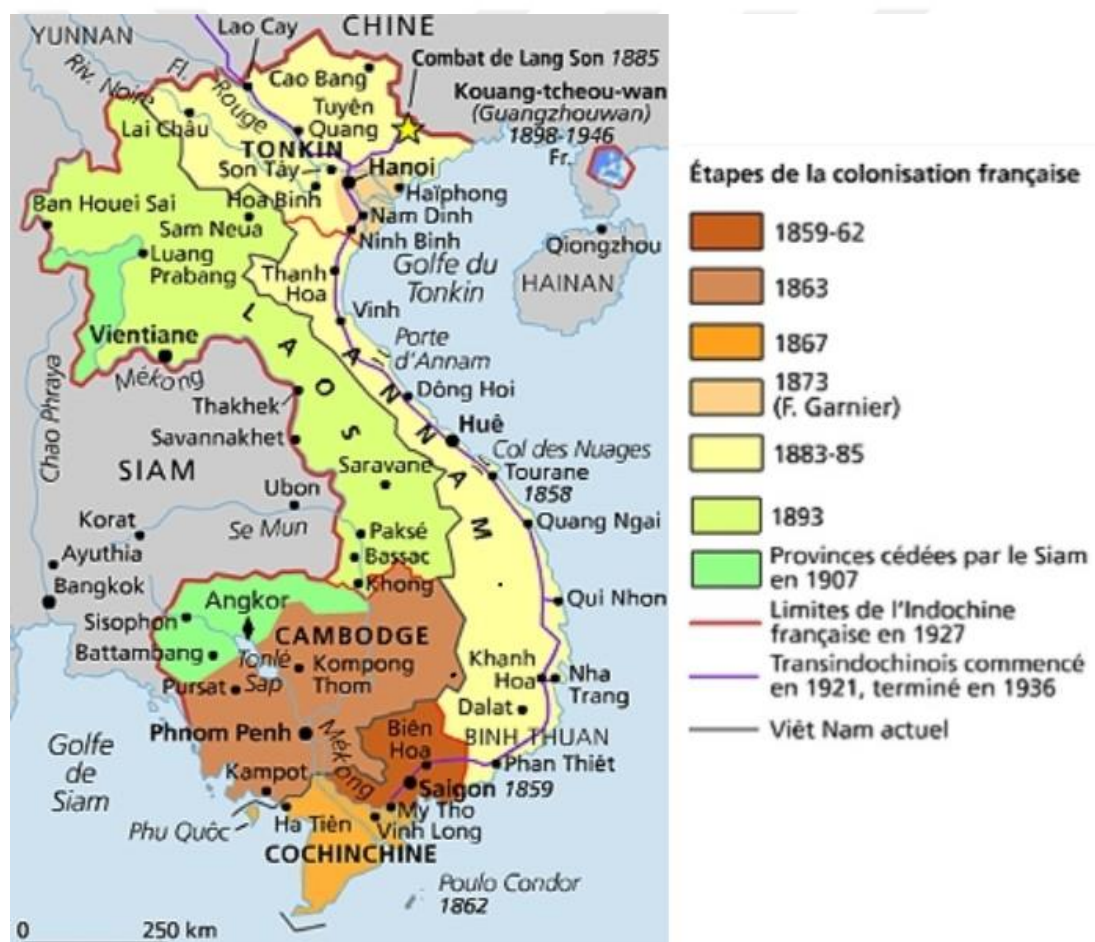 YUNNAN
Lao Cay
CHINE
Combat de Lang Son 1885
Riv. Noire
Fl. Rouge
Cao Bang
Kouang-tcheou-wan
(Guangzhouwan)
1898-1946
Fr.
Tuyên
Quang
Lai Châu
TONKIN
Hanoi
Son Tây
Haïphong
Hoa Binh
Ban Houei Sai
Nam Dinh
Sam Neua
Ninh Binh
Qiongzhou
Luang
Prabang
Golfe du
Tonkin
Thanh
Hoa
HAINAN
Vinh
LAOS
ANNAM
Vientiane
Porte
d'Annam
Mékong
Chao Phraya
Dông Hoi
Thakhek
Huê
Savannakhet
Col des Nuages
SIAM
Saravane
Tourane
1858
Ubon
Korat
Se Mun
Paksé
Quang Ngai
Ayuthia
Bassac
Bangkok
Khong
Angkor
Qui Nhon
Sisophon
CAMBODGE
Battambang
Tonlé
Sap
Kompong
Thom
Khanh
Hoa
Nha
Trang
Pursat
Dalat
Phnom Penh
Mékong
Biên
Hoa
BINH THUAN
Golfe
de
Siam
Phan Thiêt
Kampot
Saigon 1859
My Tho
Phu Quôc
Ha Tiên
Vinh Long
COCHINCHINE
Poulo Condor
1862
0 250 km
Étapes de la colonisation française
1859-62
1863
1867
1873
(F. Garnier)
1883-85
1893
Provinces cédées par le Siam
en 1907
Limites de l'Indochine
française en 1927
Transindochinois commencé
en 1921, terminé en 1936
Viêt Nam actuel